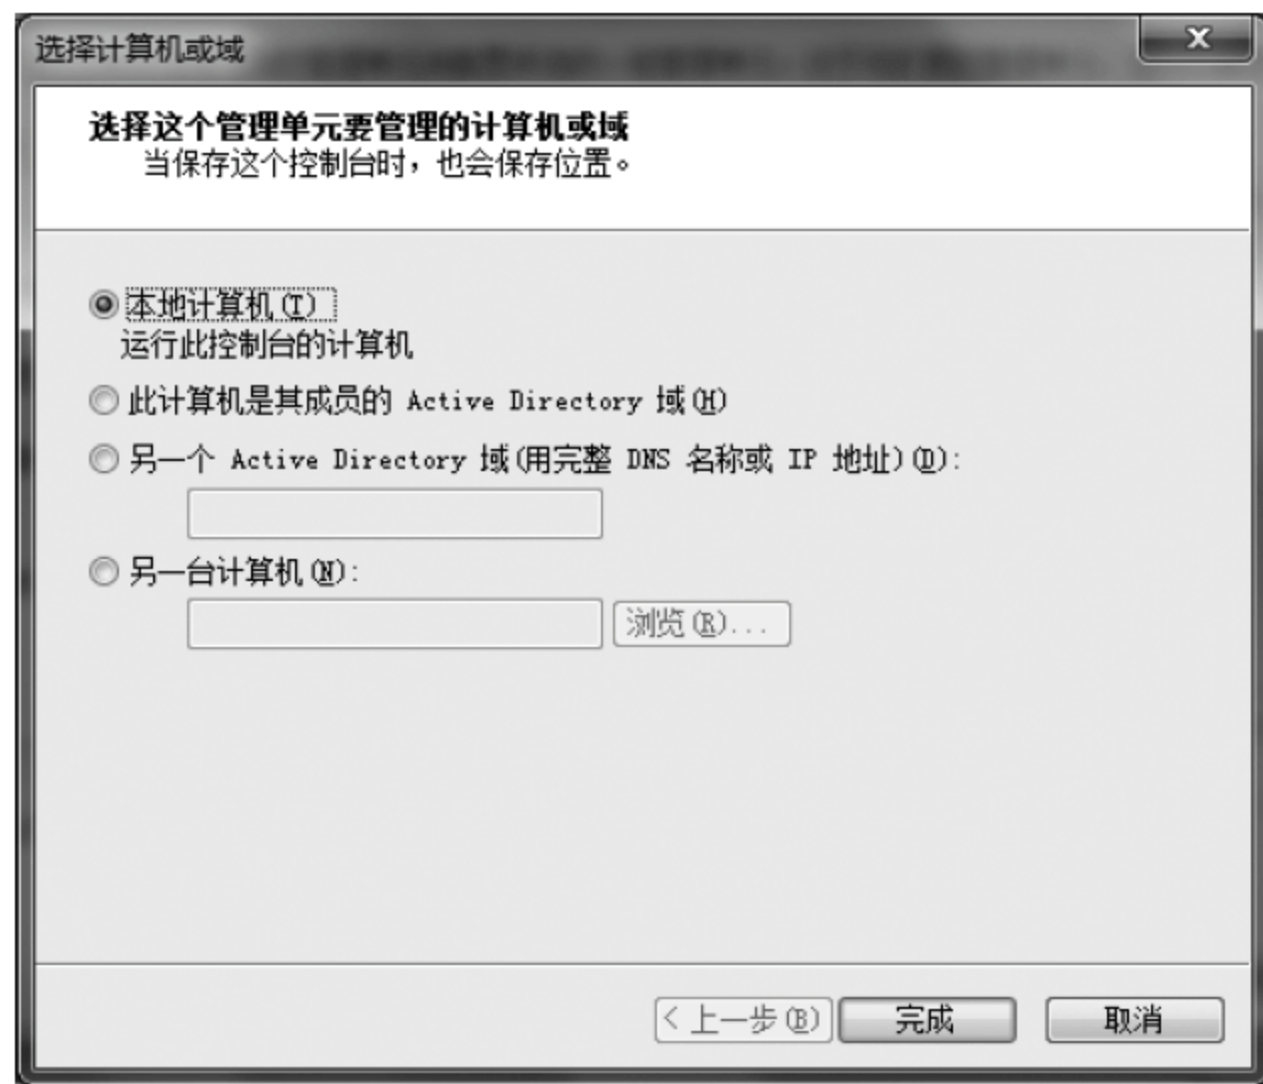 选择计算机或域
选择这个管理单元要管理的计算机或域
当保存这个控制台时，也会保存位置。
本地计算机(T)
运行此控制台的计算机
此计算机是其成员的 Active Directory 域(M)
另一个 Active Directory 域(用完整 DNS 名称或 IP 地址)(D):
另一台计算机(N):
浏览(R)...
< 上一步(B)
完成
取消